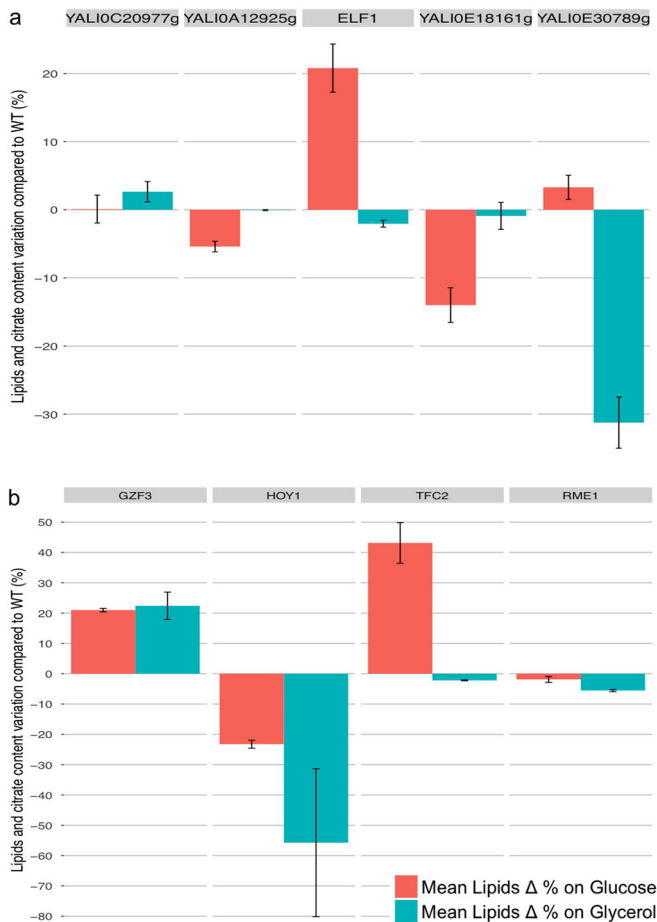 a
YALI0C20977g YALI0A12925g ELF1 YALI0E18161g YALI0E30789g
Lipids and citrate content variation compared to WT (%)
20
10
0
−10
−20
−30
b
GZF3 HOY1 TFC2 RME1
Lipids and citrate content variation compared to WT (%)
50
40
30
20
10
0
−10
−20
−30
−40
−50
−60
−70
−80
Mean Lipids Δ % on Glucose
Mean Lipids Δ % on Glycerol